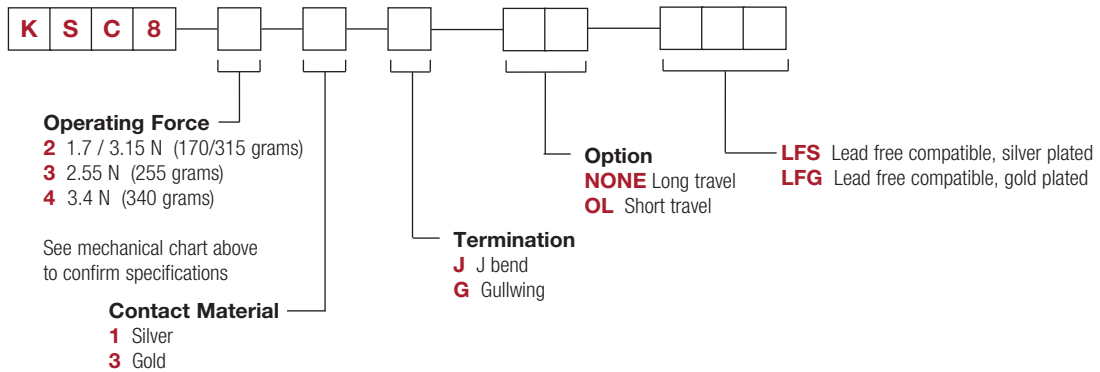 K S C 8
Operating Force
2 1.7 / 3.15 N (170/315 grams)
3 2.55 N (255 grams)
4 3.4 N (340 grams)
See mechanical chart above
to confirm specifications
Contact Material
1 Silver
3 Gold
Termination
J J bend
G Gullwing
Option
NONE Long travel
OL Short travel
LFS Lead free compatible, silver plated
LFG Lead free compatible, gold plated